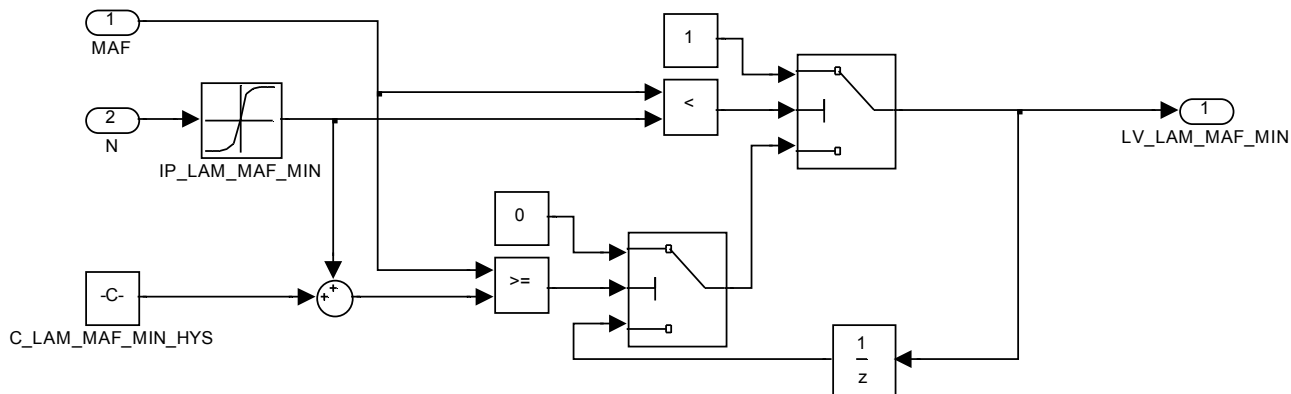 1
MAF
1
<
2
N
IP_LAM_MAF_MIN
1
LV_LAM_MAF_MIN
0
>=
-C-
+
+
C_LAM_MAF_MIN_HYS
1
z